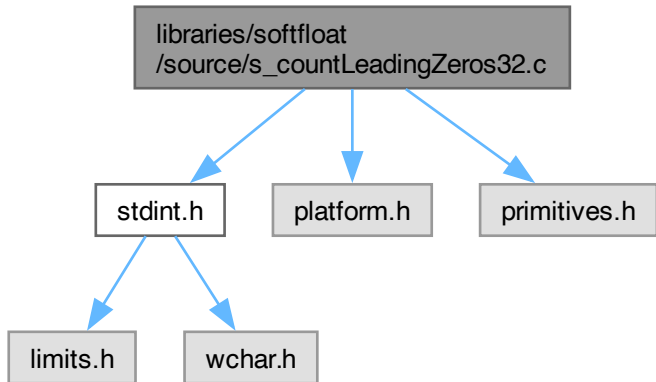 libraries/softfloat
/source/s_countLeadingZeros32.c
stdint.h
platform.h
primitives.h
limits.h
wchar.h